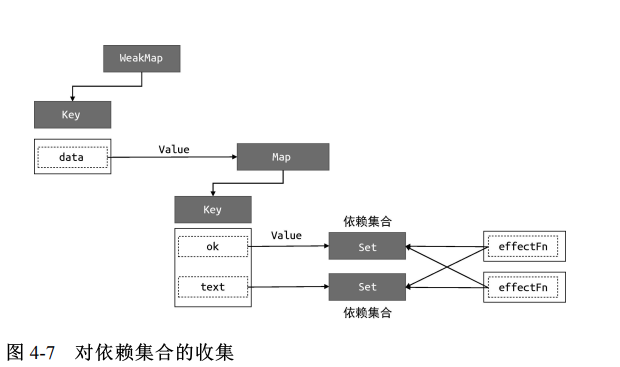 WeakMap
Key
data
Value
Map
Key
ok
Value
依赖集合
Set
effectFn
text
Set
effectFn
依赖集合
图 4-7 对依赖集合的收集